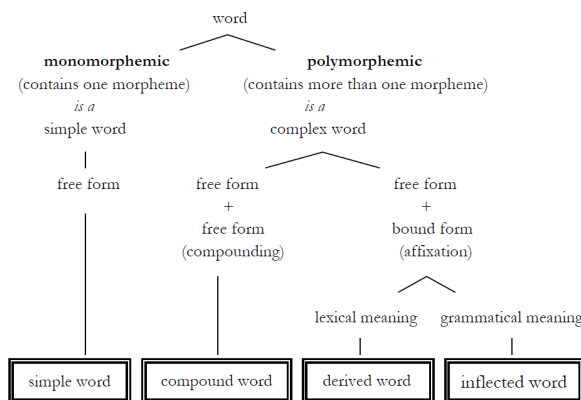 word
monomorphemic
(contains one morpheme)
is a
simple word
polymorphemic
(contains more than one morpheme)
is a
complex word
free form
free form
+
free form
(compounding)
free form
+
bound form
(affixation)
lexical meaning
grammatical meaning
simple word
compound word
derived word
inflected word